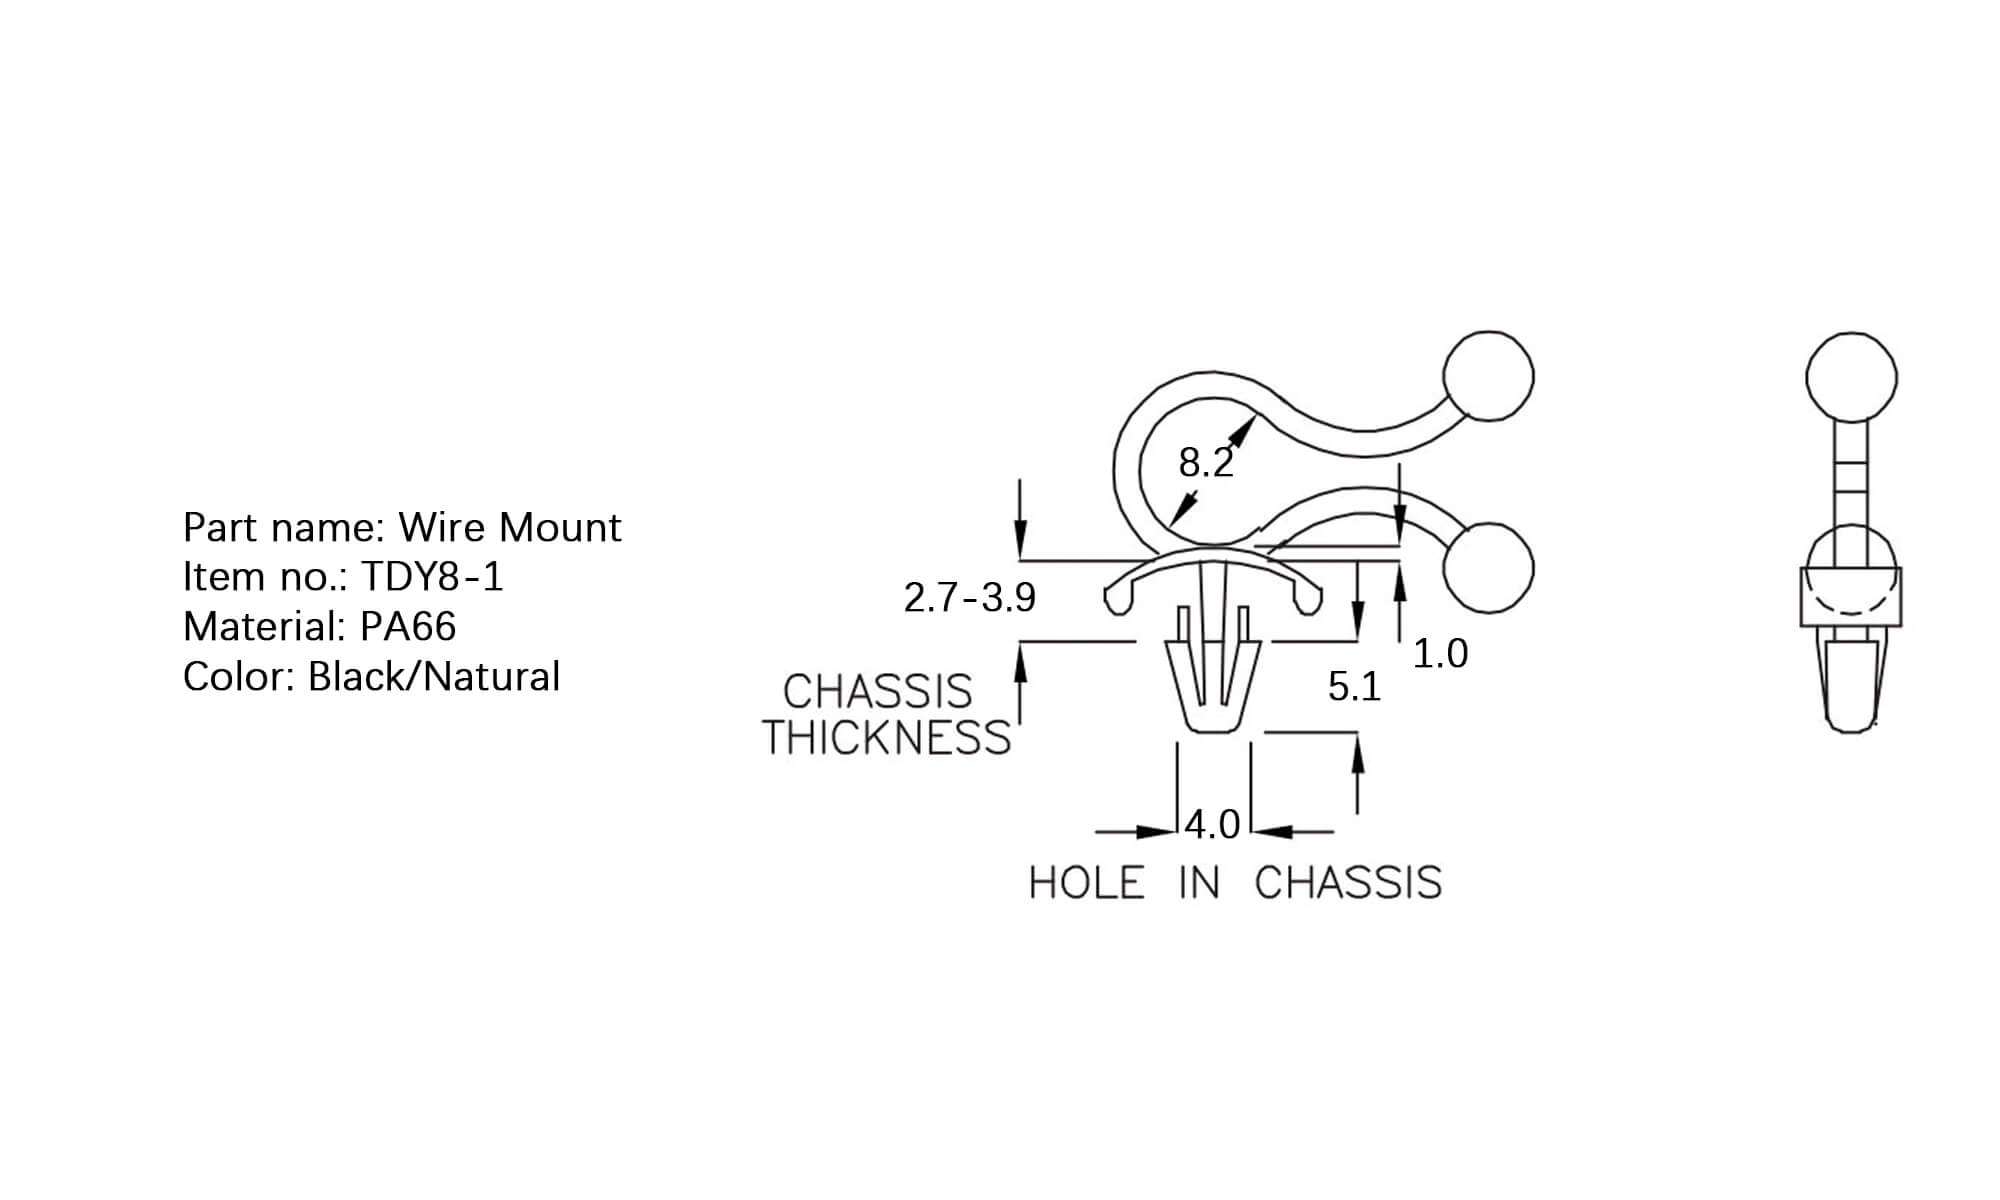 Part name: Wire Mount
Item no.: TDY8-1
Material: PA66
Color: Black/Natural
8.2
2.7-3.9
CHASSIS
THICKNESS
1.0
5.1
4.0
HOLE IN CHASSIS